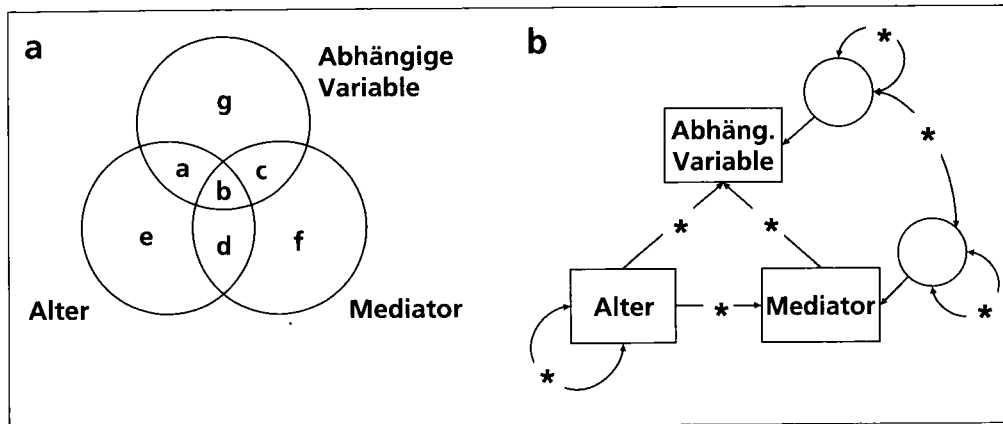 a
Abhängige
Variable
g
a
c
b
e
d
f
Alter
Mediator
b
*
Abhäng.
Variable
*
*
*
Alter
*
Mediator
*
*